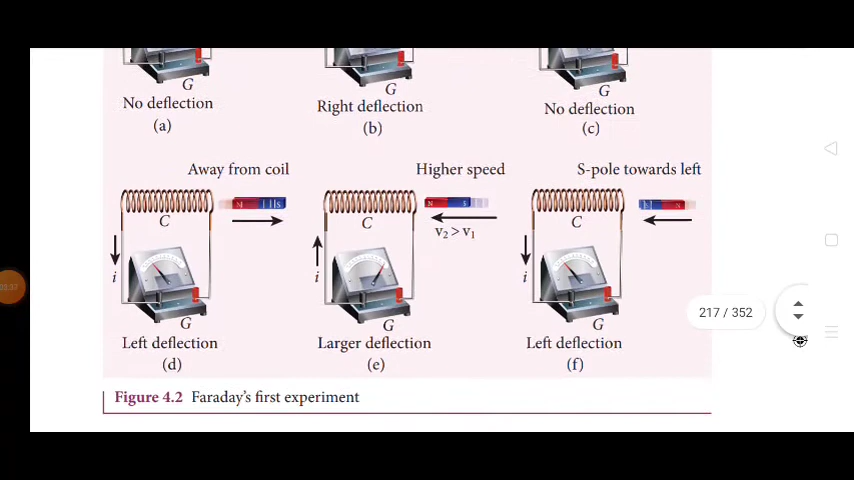 G
G
G
No deflection
Right deflection
No deflection
(a)
(b)
(c)
Away from coil
Higher speed
S-pole towards left
N
S
N
S
N
C
C
C
v2 > v1
i
i
i
G
G
G
217 / 352
Left deflection
Larger deflection
Left deflection
(d)
(e)
(f)
Figure 4.2 Faraday's first experiment